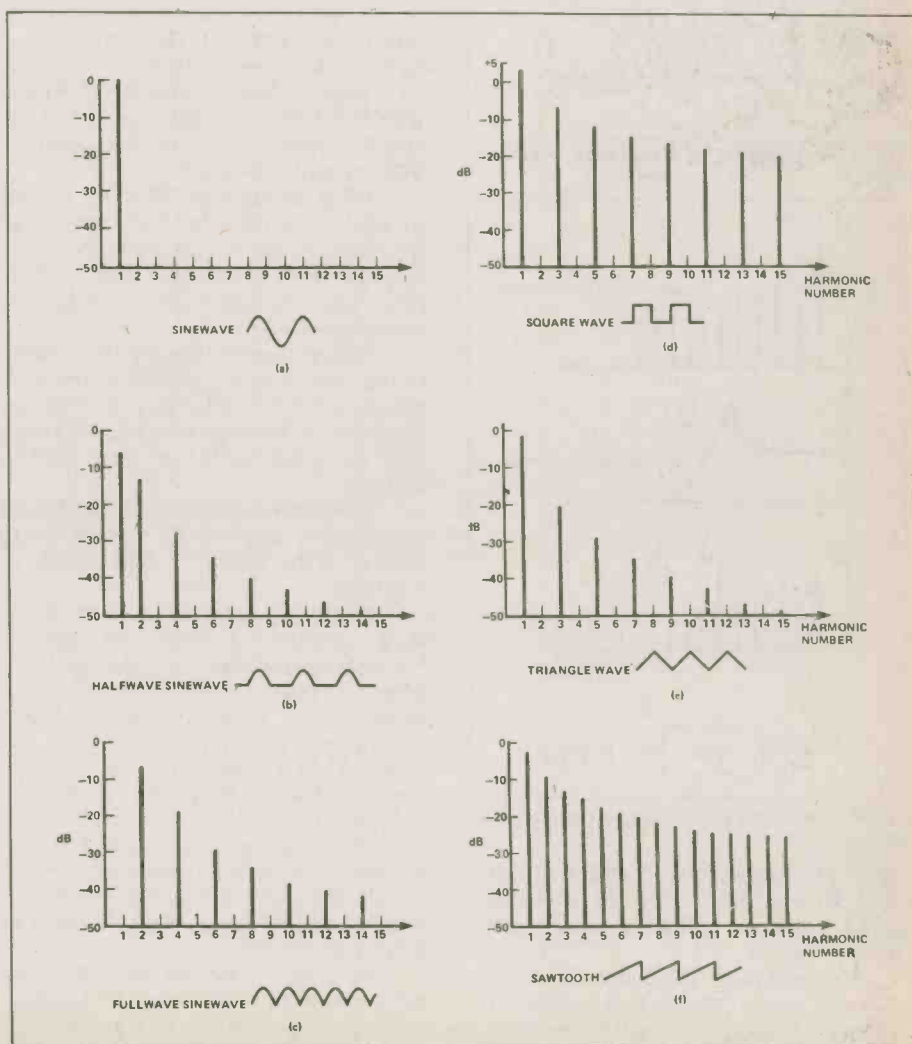 0
-10
-20
-30
-40
-50
1 2 3 4 5 6 7 8 9 10 11 12 13 14 15
SINEWAVE
(a)
0
-10
-20
-30
-40
-50
1 2 3 4 5 6 7 8 9 10 11 12 13 14 15
HALFWAVE SINEWAVE
(b)
0
-10
-20
dB
-30
-40
-50
1 2 3 4 5 6 7 8 9 10 11 12 13 14 15
FULLWAVE SINEWAVE
(c)
+5
0
-10
-20
dB
-30
-40
-50
1 2 3 4 5 6 7 8 9 10 11 12 13 14 15
HARMONIC
NUMBER
SQUARE WAVE
(d)
0
-10
-20
dB
-30
-40
-50
1 2 3 4 5 6 7 8 9 10 11 12 13 14 15
HARMONIC
NUMBER
TRIANGLE WAVE
(e)
0
-10
-20
dB
-30
-40
-50
1 2 3 4 5 6 7 8 9 10 11 12 13 14 15
HARMONIC
NUMBER
SAWTOOTH
(f)